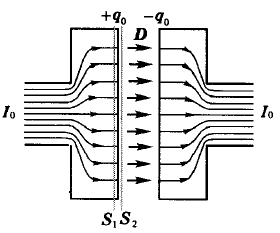 +q₀ −q₀
D
I₀ I₀
S₁ S₂